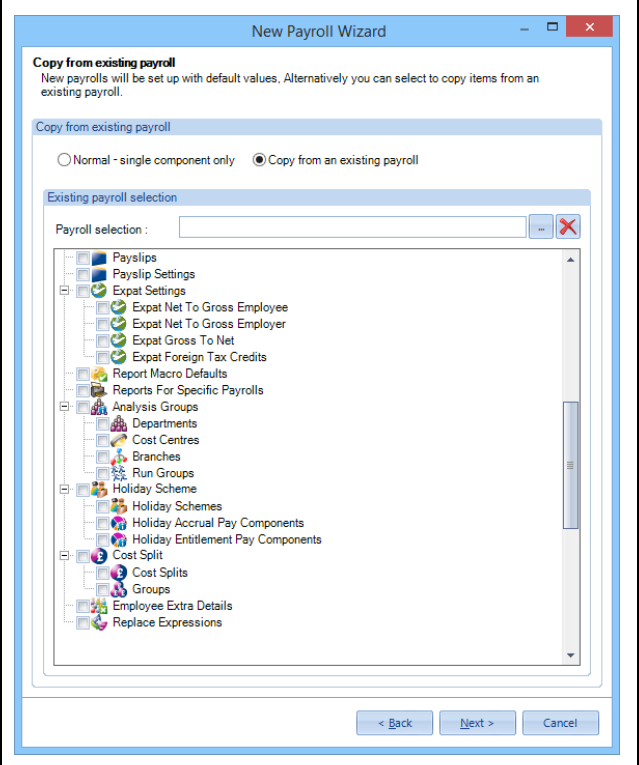 New Payroll Wizard
Copy from existing payroll
New payrolls will be set up with default values, Alternatively you can select to copy items from an
existing payroll.
Copy from existing payroll
Normal - single component only
Copy from an existing payroll
Existing payroll selection
Payroll selection :
...
Payslips
Payslip Settings
Expat Settings
Expat Net To Gross Employee
Expat Net To Gross Employer
Expat Gross To Net
Expat Foreign Tax Credits
Report Macro Defaults
Reports For Specific Payrolls
Analysis Groups
Departments
Cost Centres
Branches
Run Groups
Holiday Scheme
Holiday Schemes
Holiday Accrual Pay Components
Holiday Entitlement Pay Components
Cost Split
Cost Splits
Groups
Employee Extra Details
Replace Expressions
< Back
Next >
Cancel